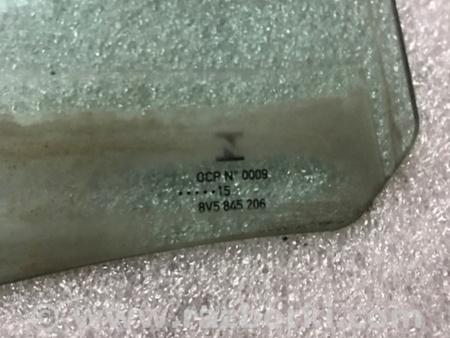 OCP N° 0009
.....15
8V5 845 206